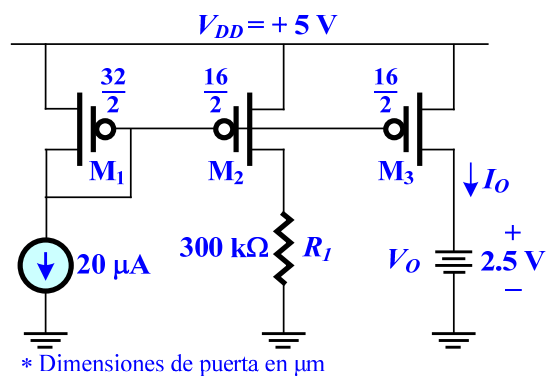 V_DD = + 5 V
32/2
16/2
16/2
M1
M2
M3
I_O
20 µA
300 kΩ
R_1
V_O
+
2.5 V
−
* Dimensiones de puerta en µm